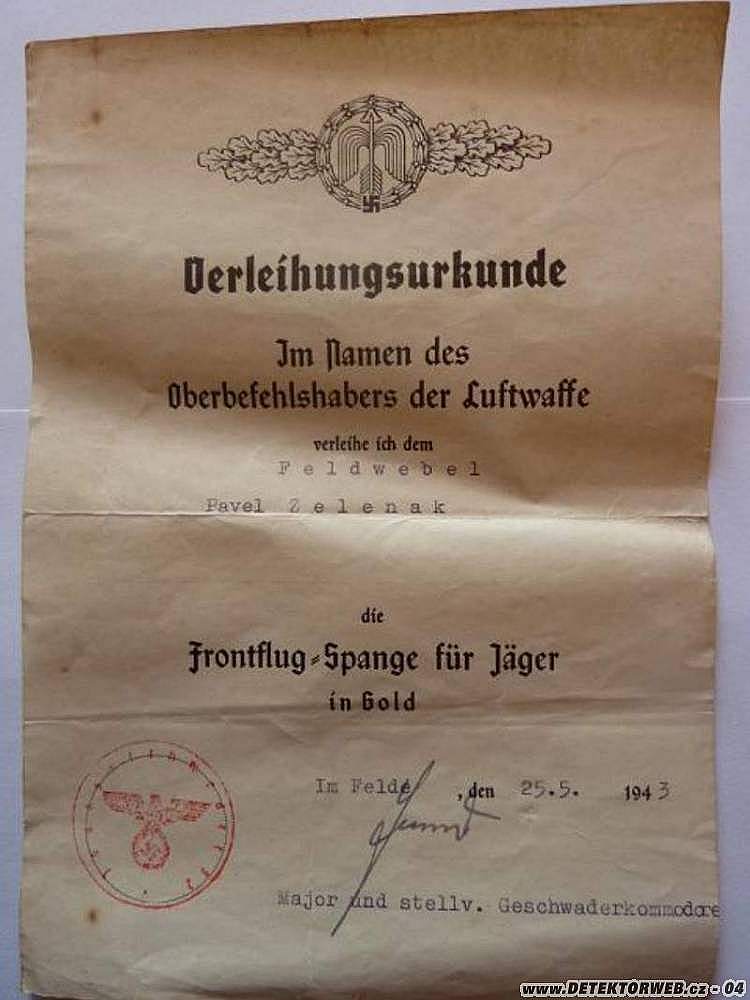 Verleihungsurkunde
Im Namen des
Oberbefehlshabers der Luftwaffe
verleihe ich dem
Feldwebel
Pavel Zelenak
die
Frontflug-Spange für Jäger
in Gold
Im Felde, den 25.5. 1943
Major und stellv. Geschwaderkommodore
www.DETEKTORWEB.cz - 04